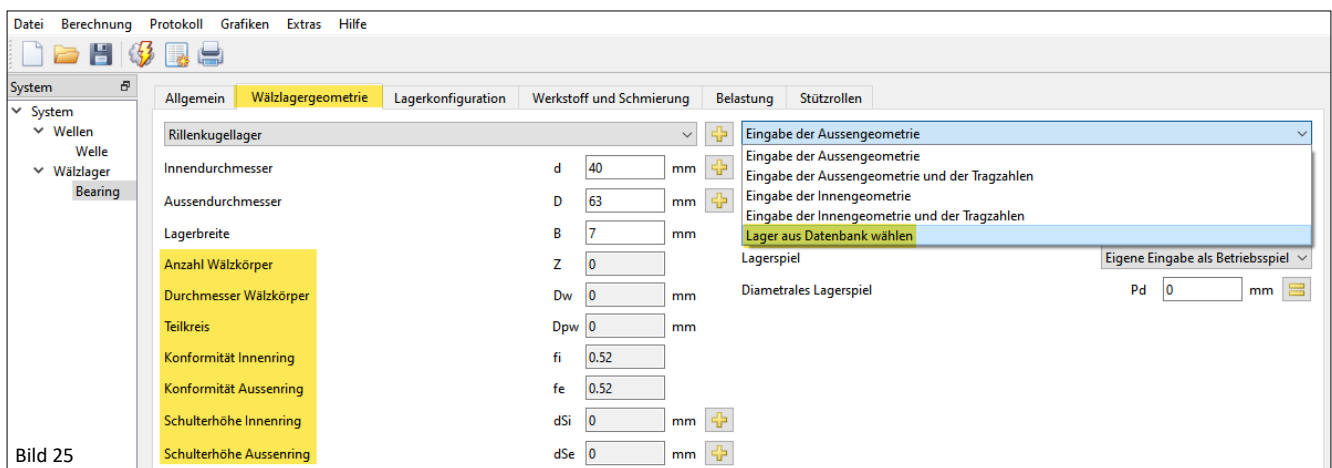 Datei Berechnung Protokoll Grafiken Extras Hilfe
System
Allgemein Wälzlagergeometrie Lagerkonfiguration Werkstoff und Schmierung Belastung Stützrollen
System
Wellen
Welle
Wälzlager
Bearing
Rillenkugellager
Eingabe der Aussengeometrie
Eingabe der Aussengeometrie
Eingabe der Aussengeometrie und der Tragzahlen
Eingabe der Innengeometrie
Eingabe der Innengeometrie und der Tragzahlen
Lager aus Datenbank wählen
Innendurchmesser d 40 mm
Aussendurchmesser D 63 mm
Lagerbreite B 7 mm
Anzahl Wälzkörper Z 0
Lagerspiel Eigene Eingabe als Betriebsspiel
Durchmesser Wälzkörper Dw 0 mm
Diametrales Lagerspiel Pd 0 mm
Teilkreis Dpw 0 mm
Konformität Innenring fi 0.52
Konformität Aussenring fe 0.52
Schulterhöhe Innenring dSi 0 mm
Schulterhöhe Aussenring dSe 0 mm
Bild 25